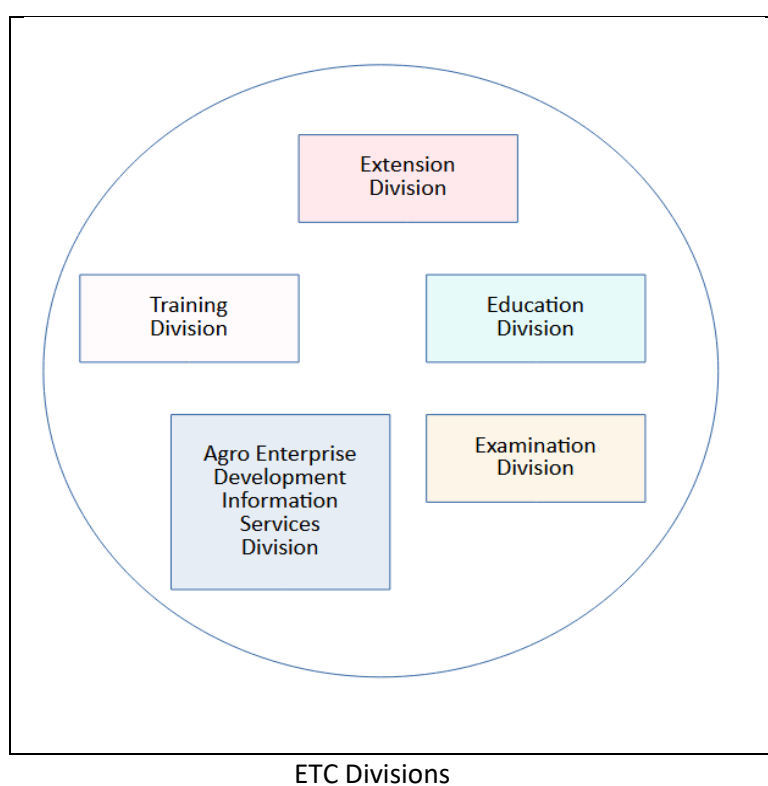 Extension
Division
Training
Division
Education
Division
Agro Enterprise
Development
Information
Services
Division
Examination
Division
ETC Divisions